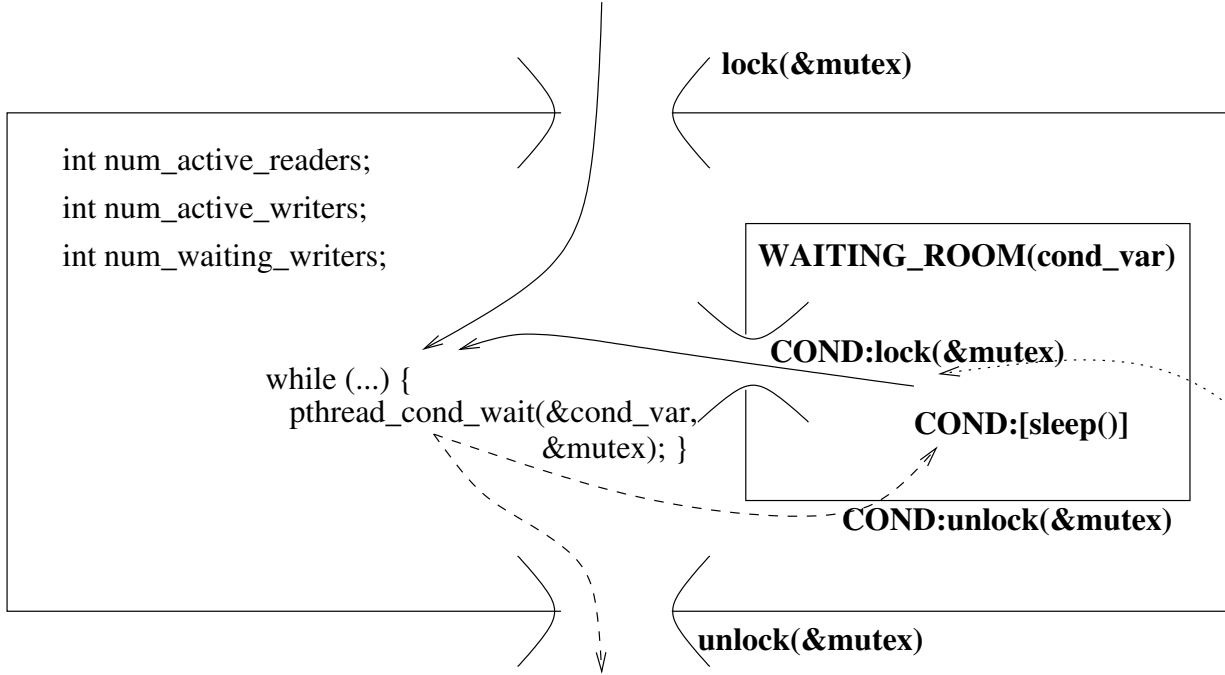 lock(&mutex)
int num_active_readers;
int num_active_writers;
int num_waiting_writers;
WAITING_ROOM(cond_var)
COND:lock(&mutex)
while (...) {
pthread_cond_wait(&cond_var,
&mutex); }
COND:[sleep()]
COND:unlock(&mutex)
unlock(&mutex)